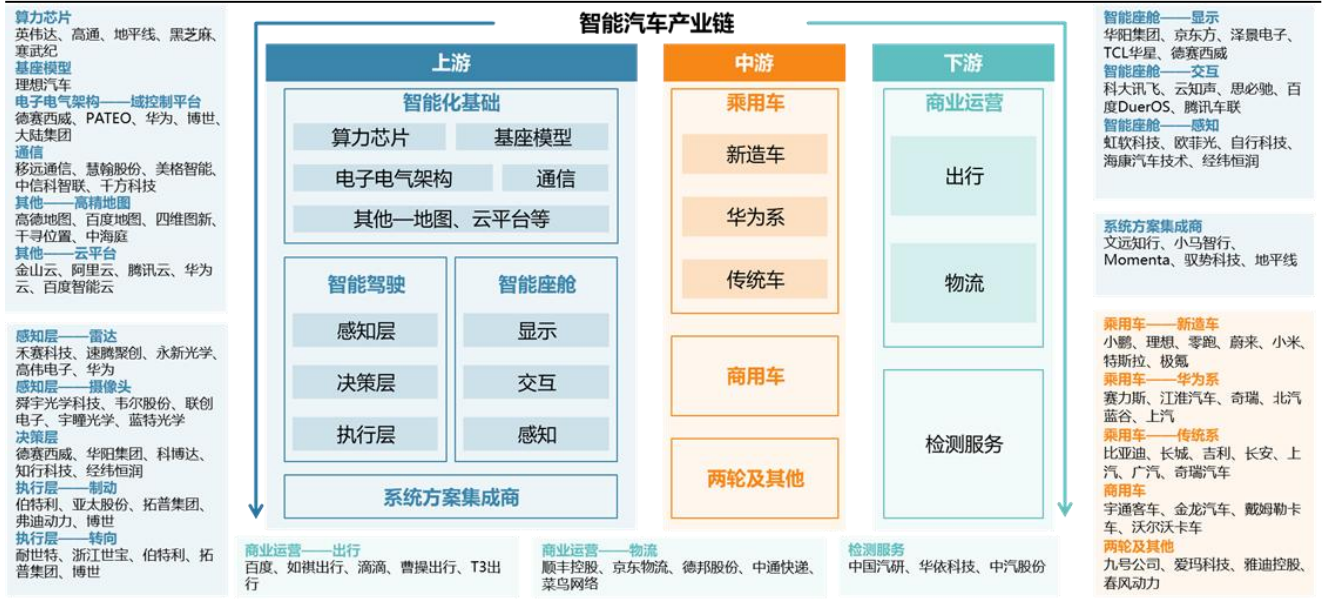 智能汽车产业链
算力芯片
英伟达、高通、地平线、黑芝麻、
寒武纪
基座模型
理想汽车
电子电气架构——域控制平台
德赛西威、PATEO、华为、博世、
大陆集团
通信
移远通信、慧翰股份、美格智能、
中信科智联、千方科技
其他——高精地图
高德地图、百度地图、四维图新、
千寻位置、中海庭
其他——云平台
金山云、阿里云、腾讯云、华为
云、百度智能云
感知层——雷达
禾赛科技、速腾聚创、永新光学、
高伟电子、华为
感知层——摄像头
舜宇光学科技、韦尔股份、联创
电子、宇瞳光学、蓝特光学
决策层
德赛西威、华阳集团、科博达、
知行科技、经纬恒润
执行层——制动
伯特利、亚太股份、拓普集团、
弗迪动力、博世
执行层——转向
耐世特、浙江世宝、伯特利、拓
普集团、博世
上游
智能化基础
算力芯片
基座模型
电子电气架构
通信
其他—地图、云平台等
智能驾驶
感知层
决策层
执行层
智能座舱
显示
交互
感知
系统方案集成商
中游
乘用车
新造车
华为系
传统车
商用车
两轮及其他
下游
商业运营
出行
物流
检测服务
商业运营——出行
百度、如祺出行、滴滴、曹操出行、T3出
行
商业运营——物流
顺丰控股、京东物流、德邦股份、中通快递、
菜鸟网络
检测服务
中国汽研、华依科技、中汽股份
智能座舱——显示
华阳集团、京东方、泽景电子、
TCL华星、德赛西威
智能座舱——交互
科大讯飞、云知声、思必驰、百
度DuerOS、腾讯车联
智能座舱——感知
虹软科技、欧菲光、自行科技、
海康汽车技术、经纬恒润
系统方案集成商
文远知行、小马智行、
Momenta、驭势科技、地平线
乘用车——新造车
小鹏、理想、零跑、蔚来、小米、
特斯拉、极氪
乘用车——华为系
赛力斯、江淮汽车、奇瑞、北汽
蓝谷、上汽
乘用车——传统系
比亚迪、长城、吉利、长安、上
汽、广汽、奇瑞汽车
商用车
宇通客车、金龙汽车、戴姆勒卡
车、沃尔沃卡车
两轮及其他
九号公司、爱玛科技、雅迪控股、
春风动力